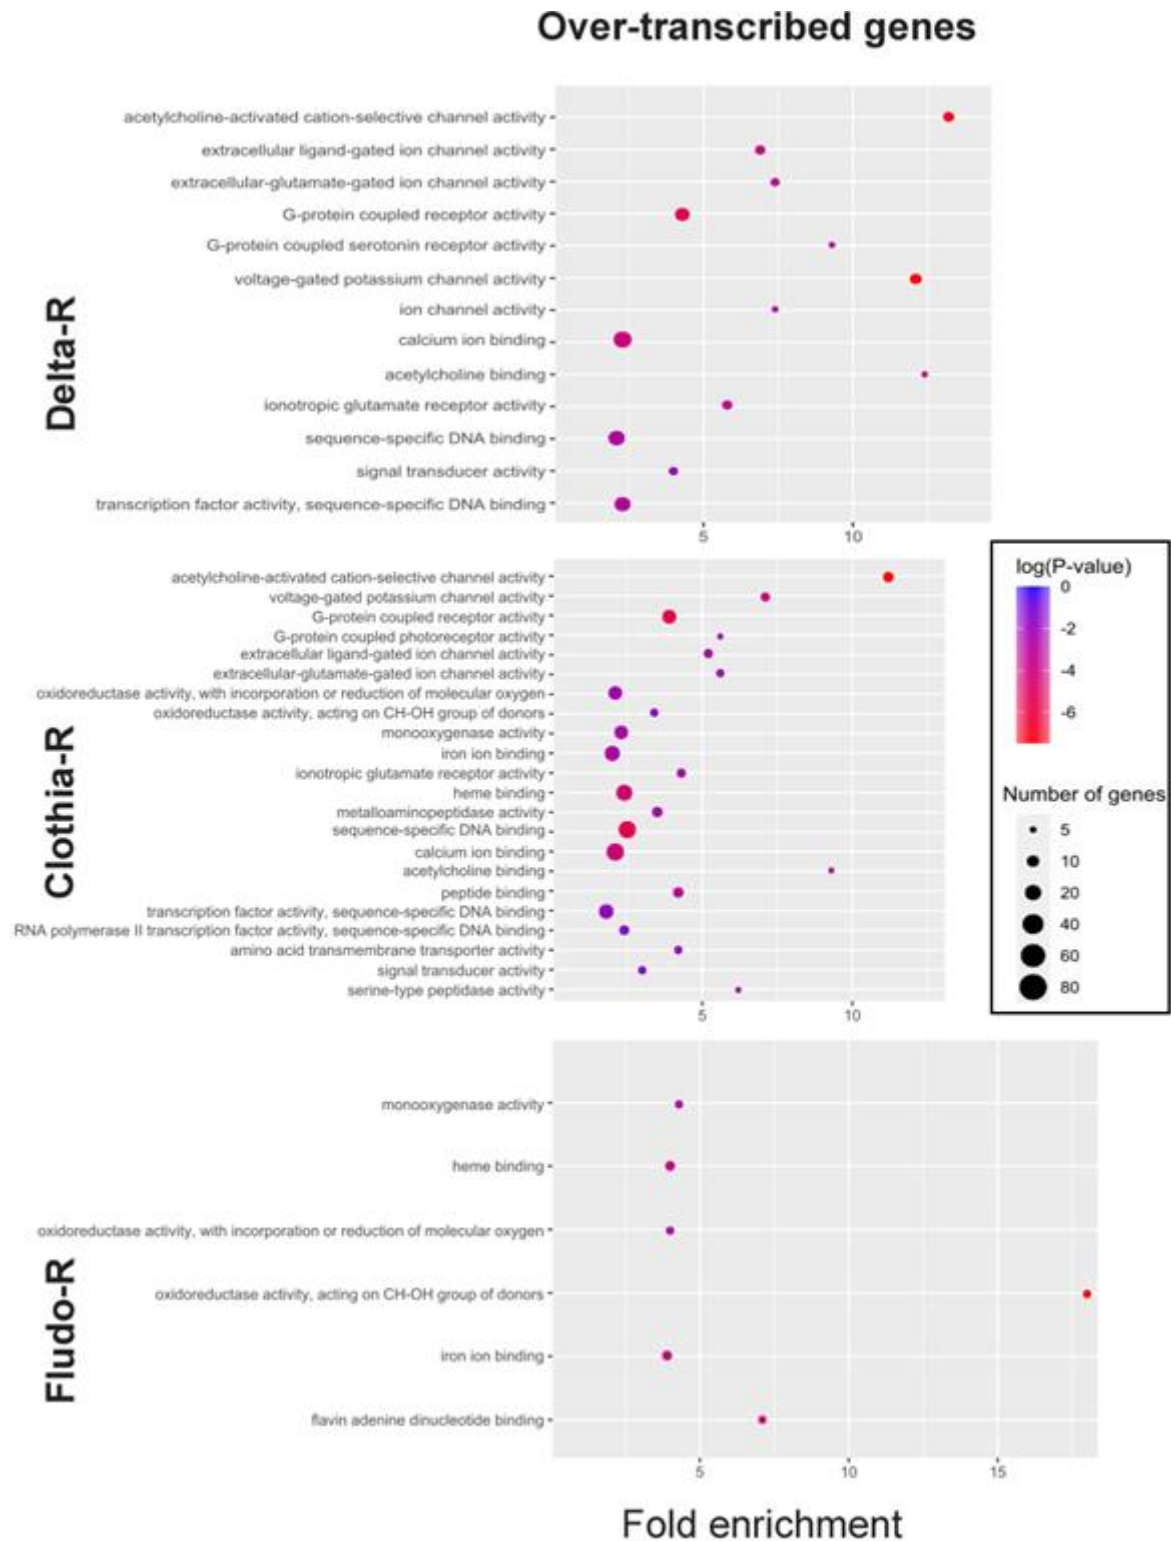 Over-transcribed genes
Delta-R
acetylcholine-activated cation-selective channel activity
extracellular ligand-gated ion channel activity
extracellular-glutamate-gated ion channel activity
G-protein coupled receptor activity
G-protein coupled serotonin receptor activity
voltage-gated potassium channel activity
ion channel activity
calcium ion binding
acetylcholine binding
ionotropic glutamate receptor activity
sequence-specific DNA binding
signal transducer activity
transcription factor activity, sequence-specific DNA binding
5 10
Clothia-R
acetylcholine-activated cation-selective channel activity
voltage-gated potassium channel activity
G-protein coupled receptor activity
G-protein coupled photoreceptor activity
extracellular ligand-gated ion channel activity
extracellular-glutamate-gated ion channel activity
oxidoreductase activity, with incorporation or reduction of molecular oxygen
oxidoreductase activity, acting on CH-OH group of donors
monooxygenase activity
iron ion binding
ionotropic glutamate receptor activity
heme binding
metalloaminopeptidase activity
sequence-specific DNA binding
calcium ion binding
acetylcholine binding
peptide binding
transcription factor activity, sequence-specific DNA binding
RNA polymerase II transcription factor activity, sequence-specific DNA binding
amino acid transmembrane transporter activity
signal transducer activity
serine-type peptidase activity
5 10
log(P-value)
0
-2
-4
-6
Number of genes
5
10
20
40
60
80
Fludo-R
monooxygenase activity
heme binding
oxidoreductase activity, with incorporation or reduction of molecular oxygen
oxidoreductase activity, acting on CH-OH group of donors
iron ion binding
flavin adenine dinucleotide binding
5 10 15
Fold enrichment